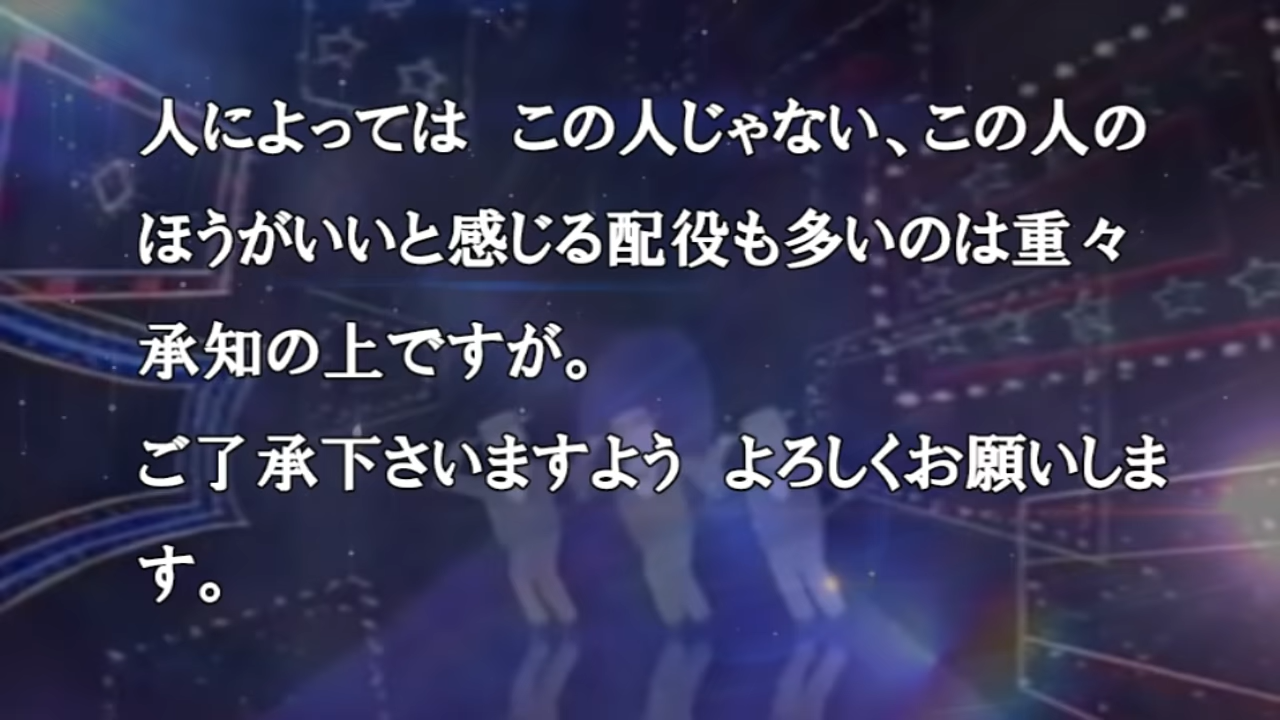 人によっては　この人じゃない、この人の
ほうがいいと感じる配役も多いのは重々
承知の上ですが。
ご了承下さいますよう　よろしくお願いしま
す。